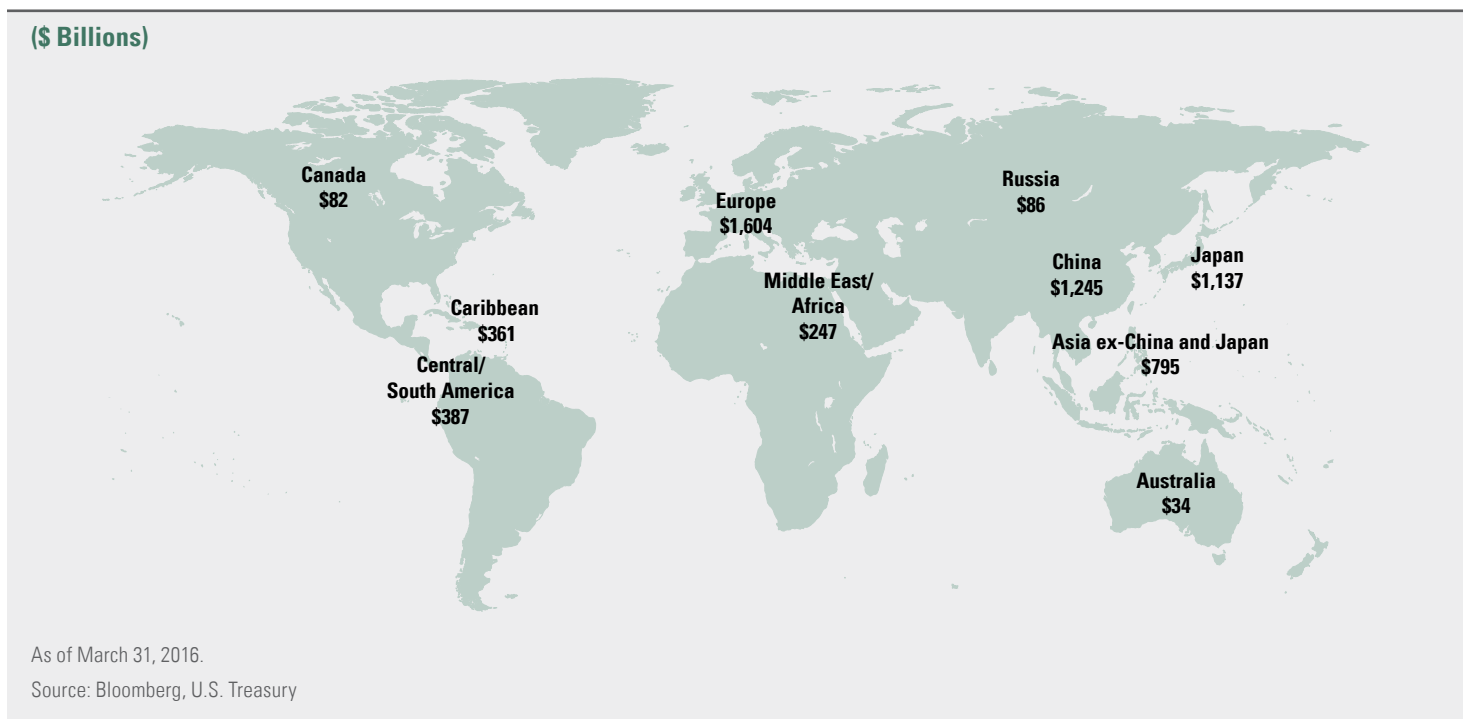 ($ Billions)
Canada
$82
Russia
$86
Europe
$1,604
China
$1,245
Japan
$1,137
Middle East/
Africa
$247
Caribbean
$361
Asia ex-China and Japan
$795
Central/
South America
$387
Australia
$34
As of March 31, 2016.
Source: Bloomberg, U.S. Treasury